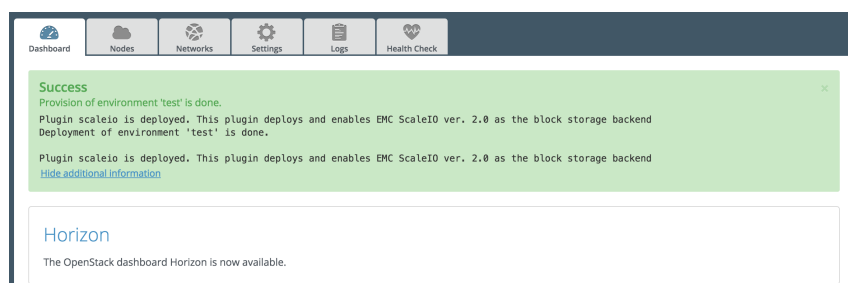 Dashboard
Nodes
Networks
Settings
Logs
Health Check
Success
×
Provision of environment 'test' is done.
Plugin scaleio is deployed. This plugin deploys and enables EMC ScaleIO ver. 2.0 as the block storage backend
Deployment of environment 'test' is done.
Plugin scaleio is deployed. This plugin deploys and enables EMC ScaleIO ver. 2.0 as the block storage backend
Hide additional information
Horizon
The OpenStack dashboard Horizon is now available.